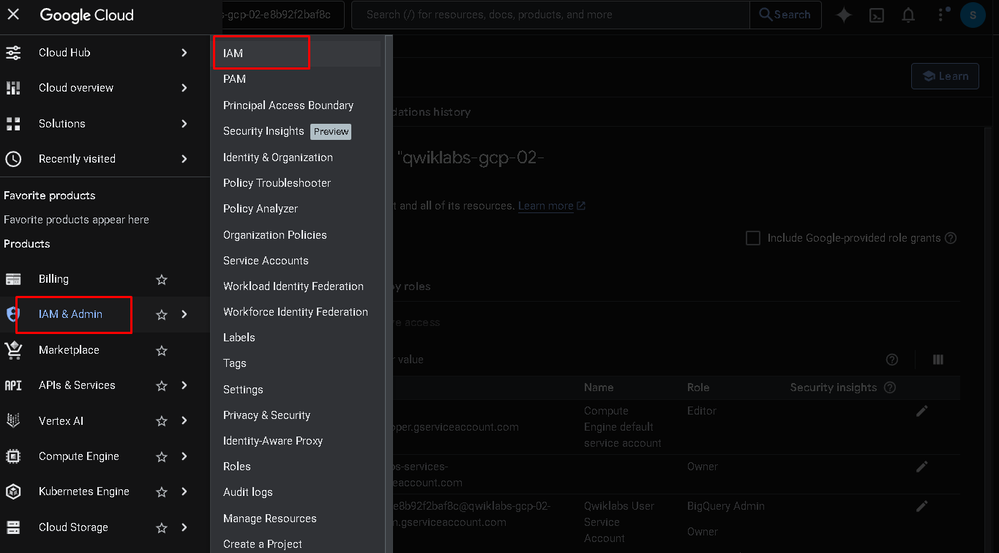 Google Cloud
s-gcp-02-e8b92f2baf8c
Search (/) for resources, docs, products, and more
Search
S
Cloud Hub
Cloud overview
Solutions
Recently visited
Favorite products
Favorite products appear here
Products
Billing
IAM & Admin
Marketplace
API
APIs & Services
Vertex AI
Compute Engine
Kubernetes Engine
Cloud Storage
IAM
PAM
Principal Access Boundary
Security Insights Preview
Identity & Organization
Policy Troubleshooter
Policy Analyzer
Organization Policies
Service Accounts
Workload Identity Federation
Workforce Identity Federation
Labels
Tags
Settings
Privacy & Security
Identity-Aware Proxy
Roles
Audit logs
Manage Resources
Create a Project
Learn
dations history
"qwiklabs-gcp-02-
t and all of its resources. Learn more
Include Google-provided role grants
by roles
re access
r value
Name Role Security insights
oper.gserviceaccount.com
Compute
Engine default
service account
Editor
bs-services-
eaccount.com
Owner
e8b92f2baf8c@qwiklabs-gcp-02-
m.gserviceaccount.com
Qwiklabs User
Service
Account
BigQuery Admin
Owner